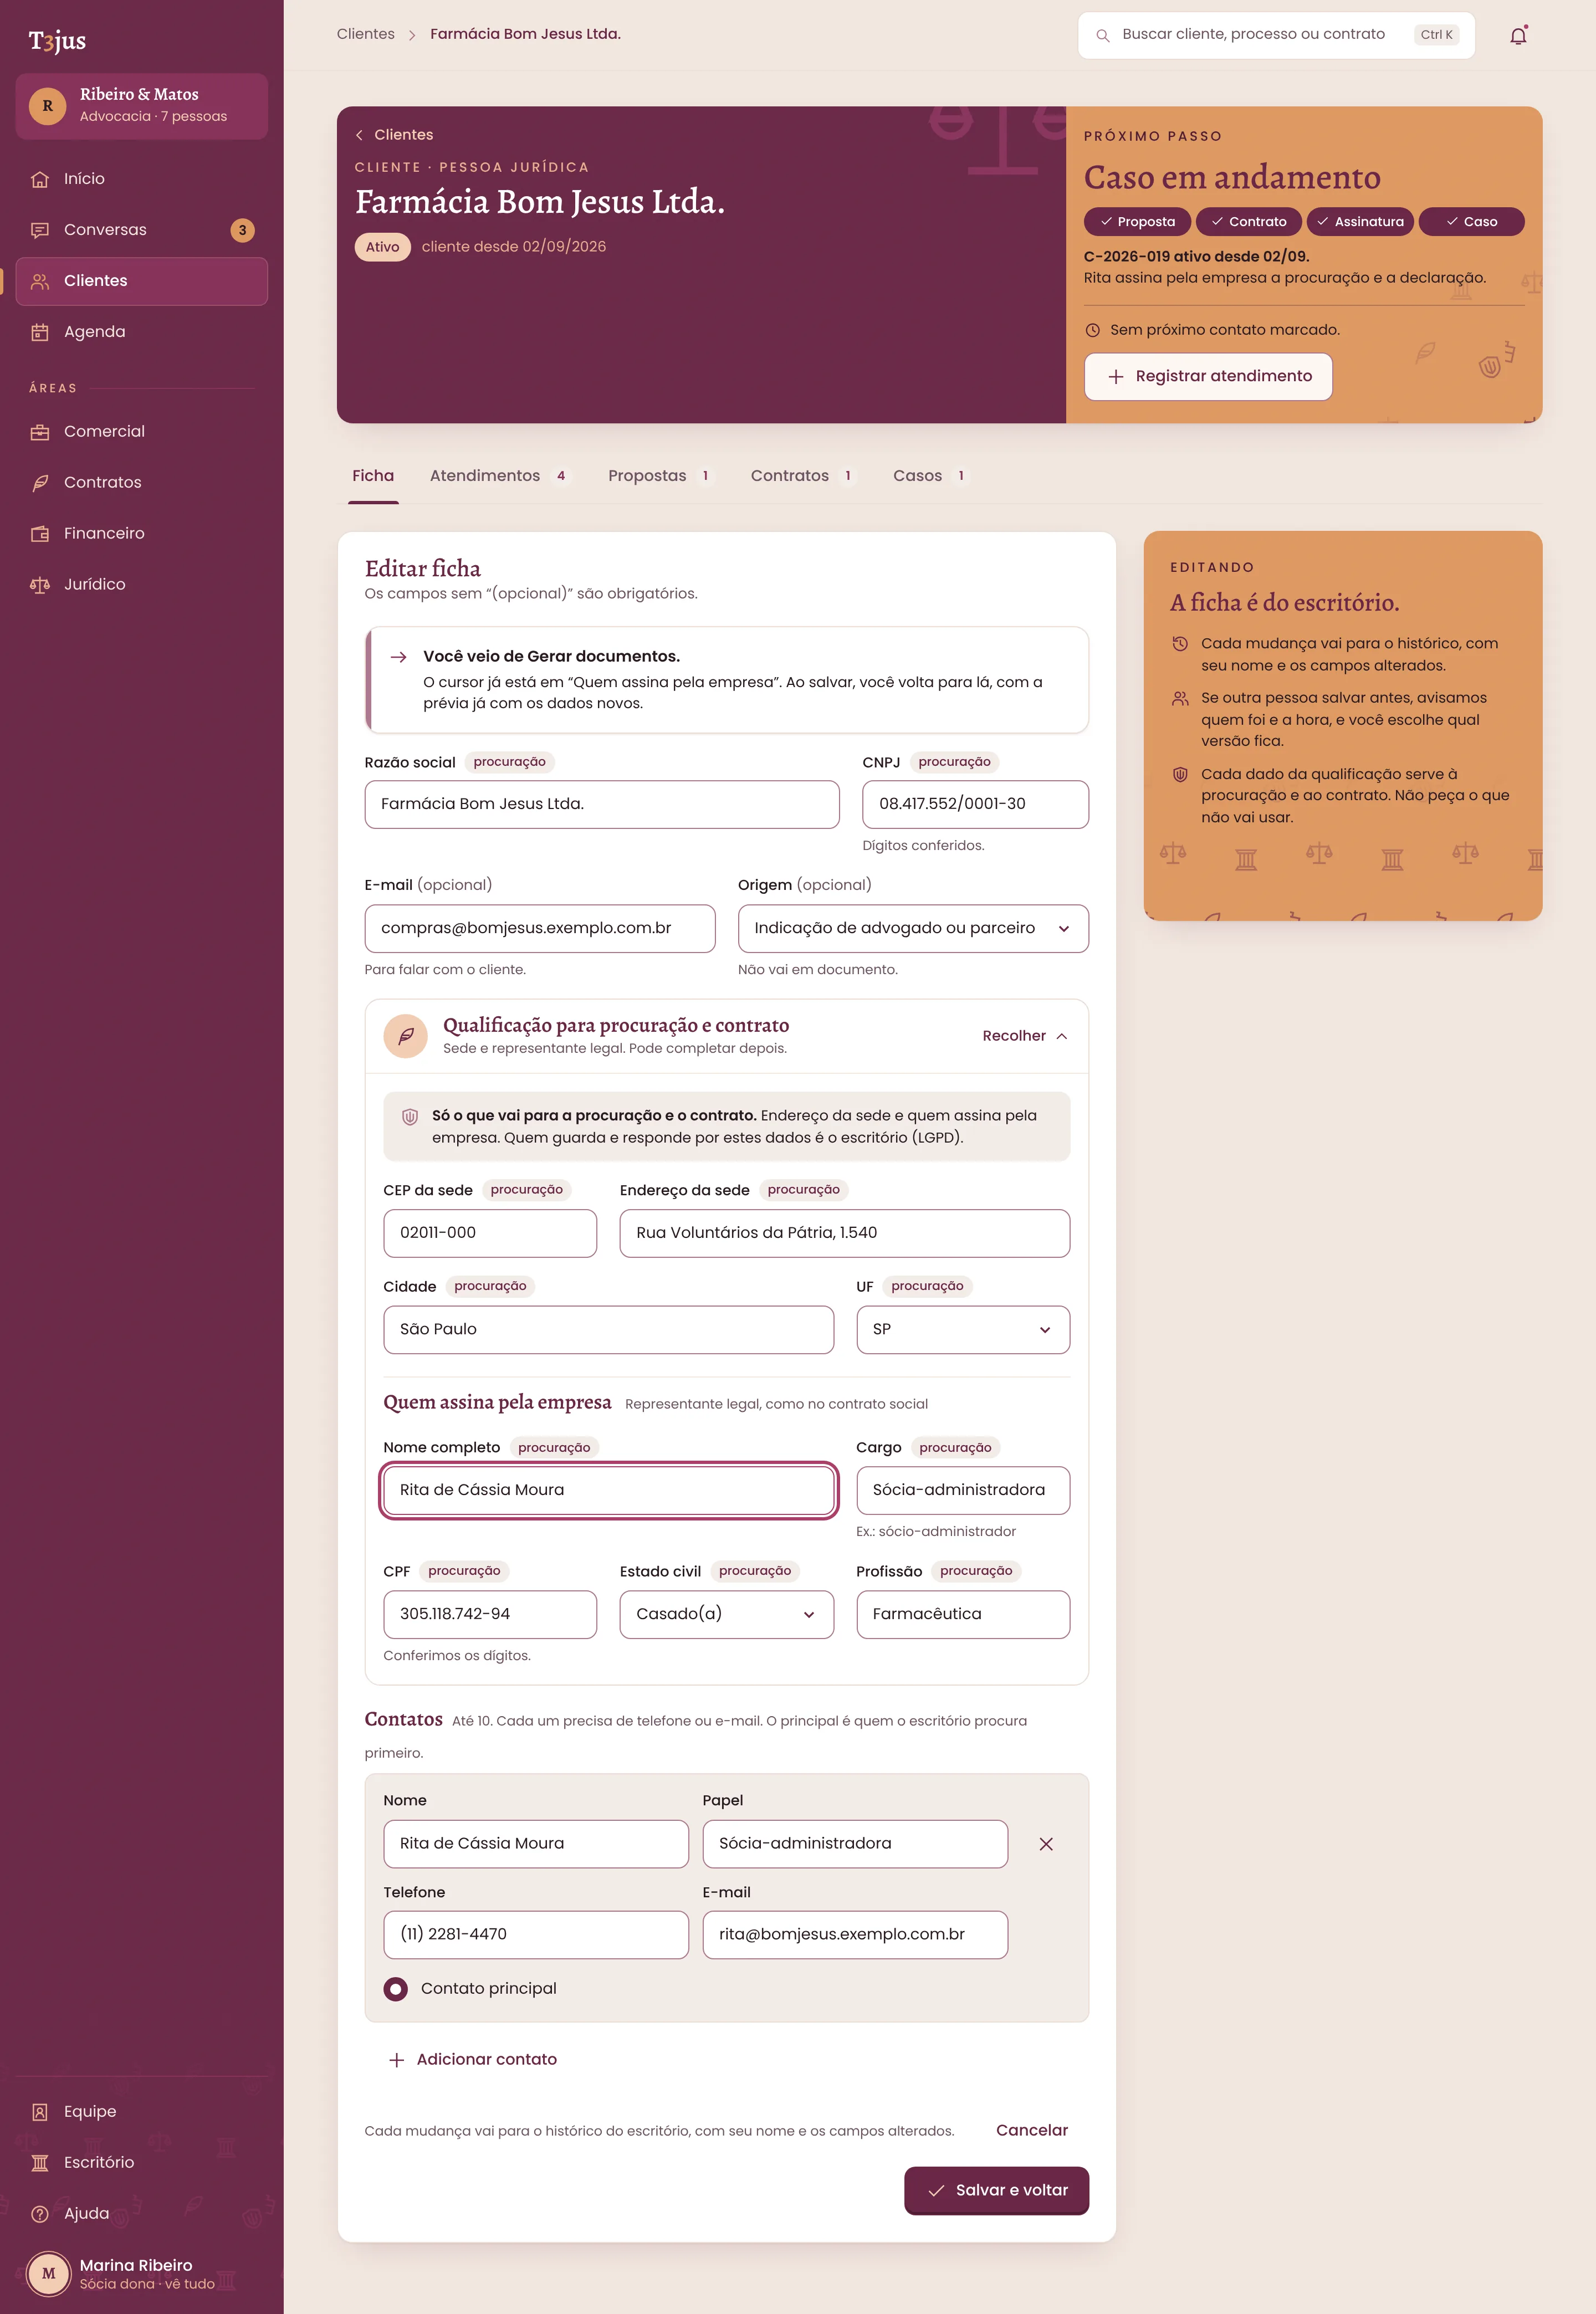 T3jus
R
Ribeiro & Matos
Advocacia · 7 pessoas
Início
Conversas 3
Clientes
Agenda
ÁREAS
Comercial
Contratos
Financeiro
Jurídico
Equipe
Escritório
Ajuda
M
Marina Ribeiro
Sócia dona · vê tudo
Clientes > Farmácia Bom Jesus Ltda.
Buscar cliente, processo ou contrato Ctrl K
Clientes
CLIENTE · PESSOA JURÍDICA
Farmácia Bom Jesus Ltda.
Ativo cliente desde 02/09/2026
PRÓXIMO PASSO
Caso em andamento
Proposta Contrato Assinatura Caso
C-2026-019 ativo desde 02/09.
Rita assina pela empresa a procuração e a declaração.
Sem próximo contato marcado.
Registrar atendimento
Ficha Atendimentos 4 Propostas 1 Contratos 1 Casos 1
Editar ficha
Os campos sem “(opcional)” são obrigatórios.
Você veio de Gerar documentos.
O cursor já está em “Quem assina pela empresa”. Ao salvar, você volta para lá, com a
prévia já com os dados novos.
Razão social procuração CNPJ procuração
Farmácia Bom Jesus Ltda. 08.417.552/0001-30
Dígitos conferidos.
E-mail (opcional) Origem (opcional)
compras@bomjesus.exemplo.com.br Indicação de advogado ou parceiro
Para falar com o cliente. Não vai em documento.
Qualificação para procuração e contrato
Sede e representante legal. Pode completar depois.
Recolher
Só o que vai para a procuração e o contrato. Endereço da sede e quem assina pela
empresa. Quem guarda e responde por estes dados é o escritório (LGPD).
CEP da sede procuração Endereço da sede procuração
02011-000 Rua Voluntários da Pátria, 1.540
Cidade procuração UF procuração
São Paulo SP
Quem assina pela empresa Representante legal, como no contrato social
Nome completo procuração Cargo procuração
Rita de Cássia Moura Sócia-administradora
Ex.: sócio-administrador
CPF procuração Estado civil procuração Profissão procuração
305.118.742-94 Casado(a) Farmacêutica
Conferimos os dígitos.
Contatos Até 10. Cada um precisa de telefone ou e-mail. O principal é quem o escritório procura
primeiro.
Nome Papel
Rita de Cássia Moura Sócia-administradora
Telefone E-mail
(11) 2281-4470 rita@bomjesus.exemplo.com.br
Contato principal
Adicionar contato
Cada mudança vai para o histórico do escritório, com seu nome e os campos alterados. Cancelar
Salvar e voltar
EDITANDO
A ficha é do escritório.
Cada mudança vai para o histórico, com
seu nome e os campos alterados.
Se outra pessoa salvar antes, avisamos
quem foi e a hora, e você escolhe qual
versão fica.
Cada dado da qualificação serve à
procuração e ao contrato. Não peça o que
não vai usar.